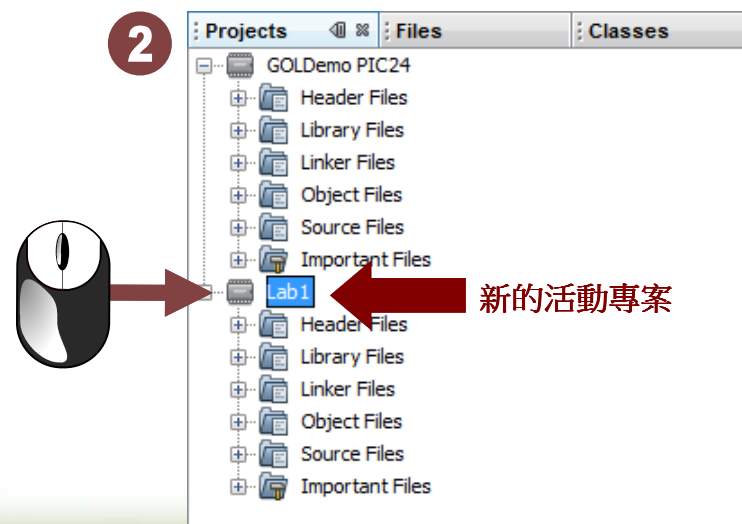 2
Projects Files Classes
GOLDemo PIC24
Header Files
Library Files
Linker Files
Object Files
Source Files
Important Files
Lab1 新的活動專案
Header Files
Library Files
Linker Files
Object Files
Source Files
Important Files